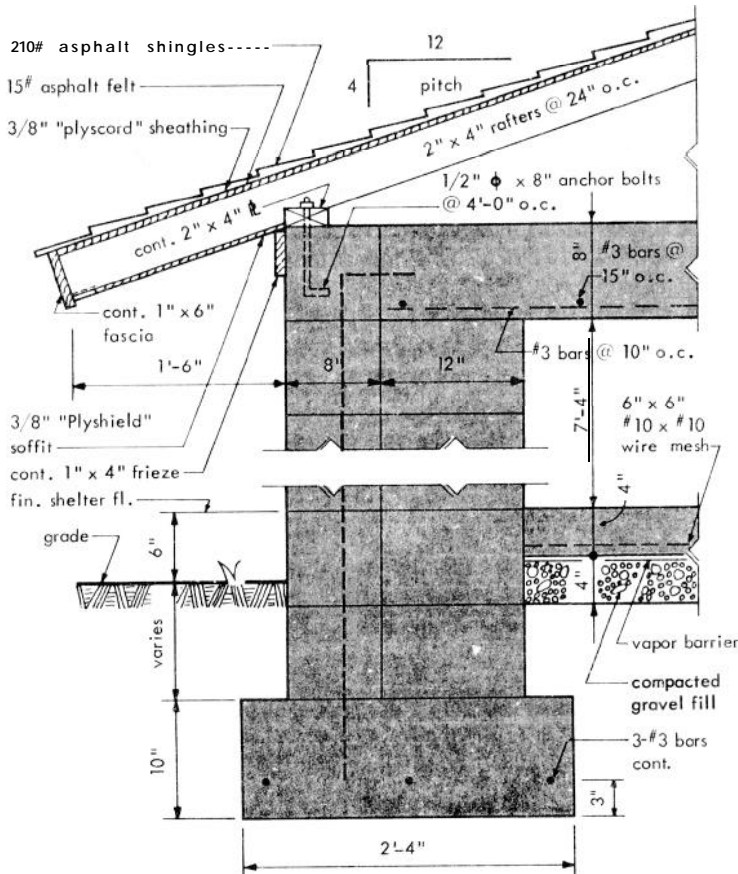 210# asphalt shingles-----
12
4
pitch
15# asphalt felt
3/8" "plyscord" sheathing
2" x 4" rafters @ 24" o.c.
1/2" ϕ x 8" anchor bolts
@ 4'-0" o.c.
cont. 2" x 4" ℄
8"
#3 bars @
15" o.c.
cont. 1" x 6"
fascia
#3 bars @ 10" o.c.
1'-6"
8'
12"
7'-4"
6" x 6"
#10 x #10
wire mesh
3/8" "Plyshield"
soffit
cont. 1" x 4" frieze
fin. shelter fl.
4"
grade
6"
4"
varies
vapor barrier
compacted
gravel fill
10"
3-#3 bars
cont.
3"
2'-4"